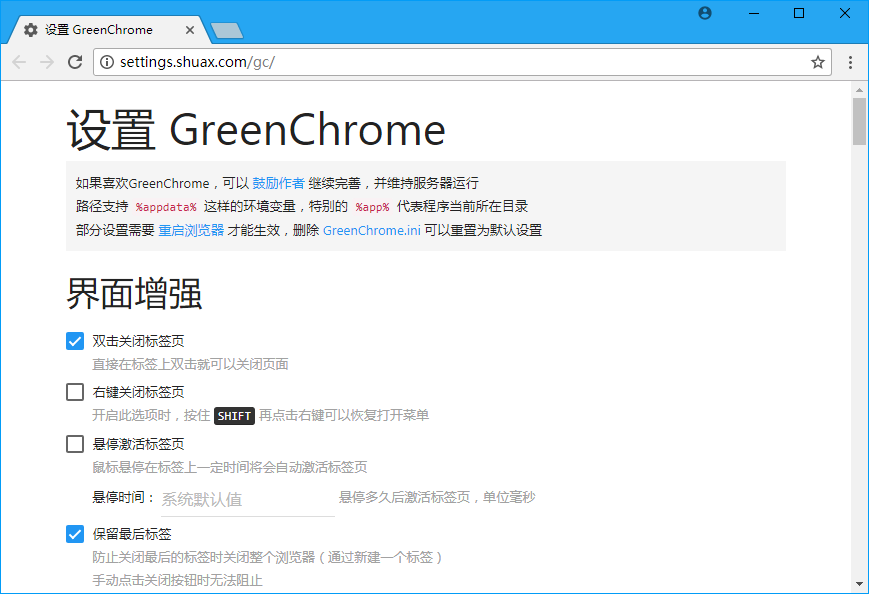 设置 GreenChrome
settings.shuax.com/gc/
设置 GreenChrome
如果喜欢GreenChrome，可以 鼓励作者 继续完善，并维持服务器运行
路径支持 %appdata% 这样的环境变量，特别的 %app% 代表程序当前所在目录
部分设置需要 重启浏览器 才能生效，删除 GreenChrome.ini 可以重置为默认设置
界面增强
双击关闭标签页
直接在标签上双击就可以关闭页面
右键关闭标签页
开启此选项时，按住 SHIFT 再点击右键可以恢复打开菜单
悬停激活标签页
鼠标悬停在标签上一定时间将会自动激活标签页
悬停时间： 系统默认值 悬停多久后激活标签页，单位毫秒
保留最后标签
防止关闭最后的标签时关闭整个浏览器（通过新建一个标签）
手动点击关闭按钮时无法阻止